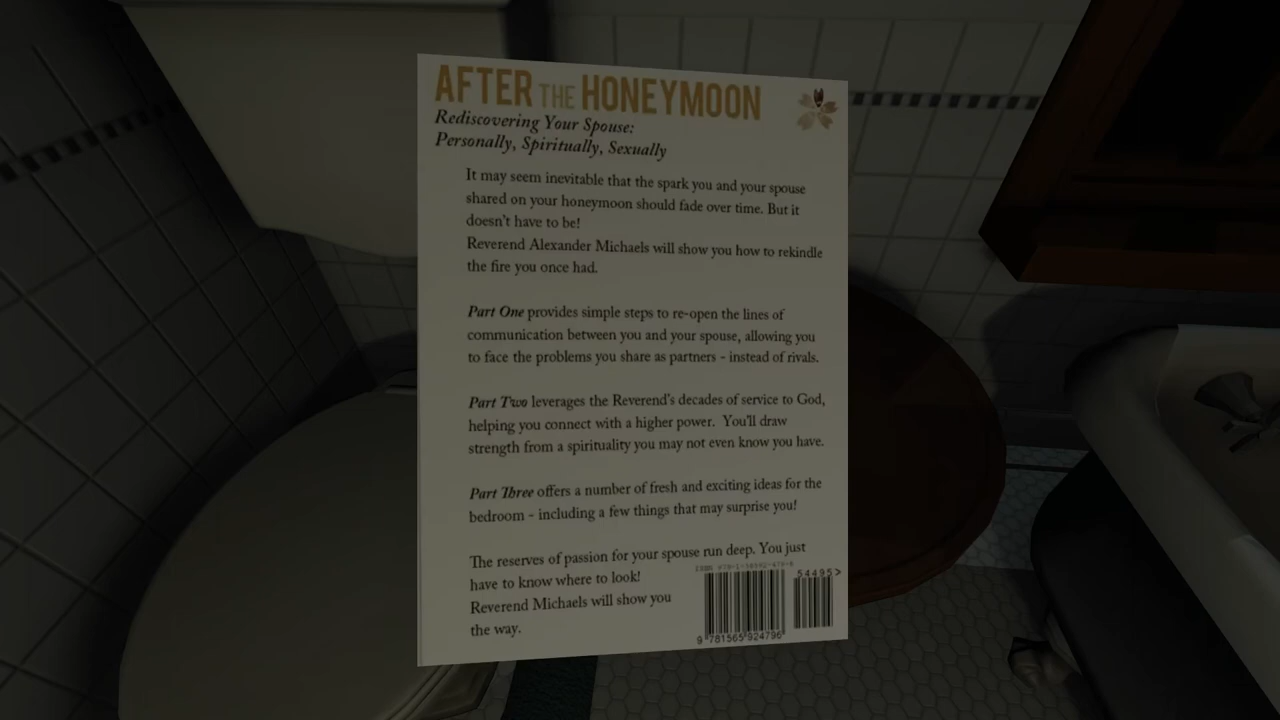 AFTER THE HONEYMOON
Rediscovering Your Spouse:
Personally, Spiritually, Sexually
It may seem inevitable that the spark you and your spouse
shared on your honeymoon should fade over time. But it
doesn't have to be!
Reverend Alexander Michaels will show you how to rekindle
the fire you once had.
Part One provides simple steps to re-open the lines of
communication between you and your spouse, allowing you
to face the problems you share as partners - instead of rivals.
Part Two leverages the Reverend's decades of service to God,
helping you connect with a higher power. You'll draw
strength from a spirituality you may not even know you have.
Part Three offers a number of fresh and exciting ideas for the
bedroom - including a few things that may surprise you!
The reserves of passion for your spouse run deep. You just
have to know where to look!
Reverend Michaels will show you
the way.
54495>
9 781565 924796